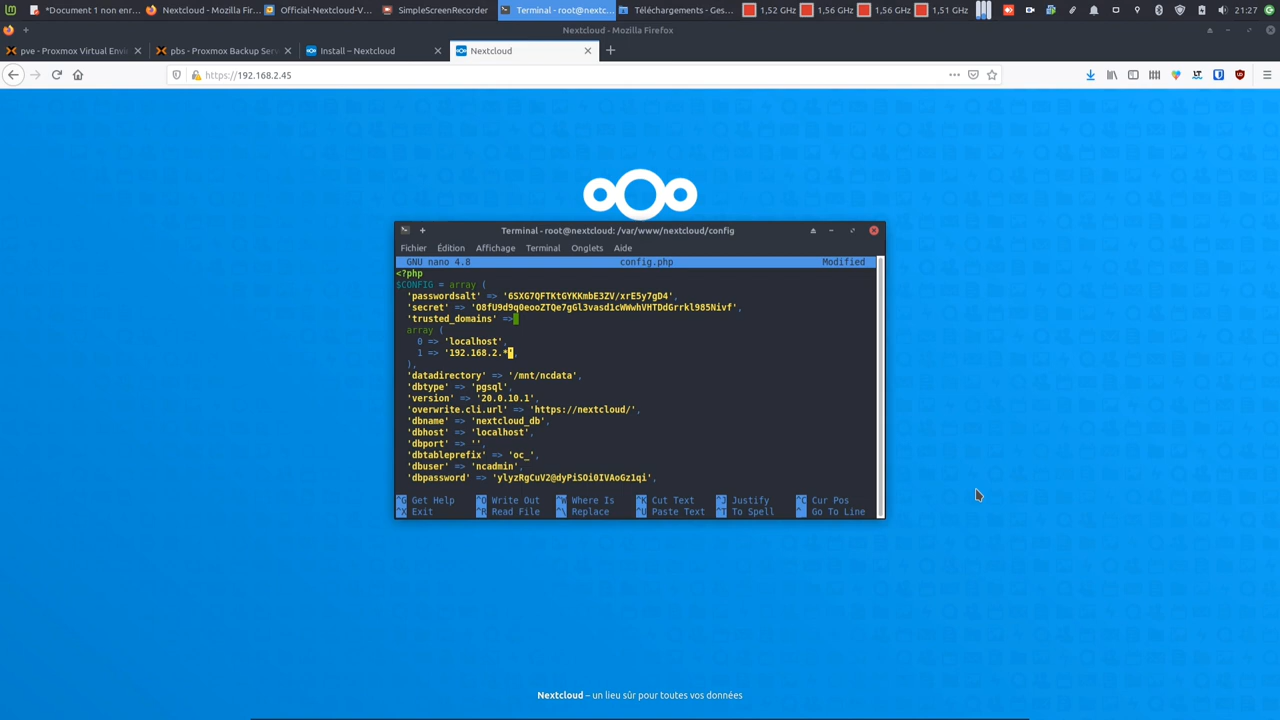 *Document 1 non enr...
Nextcloud - Mozilla Firef...
Official-Nextcloud-V...
SimpleScreenRecorder
Terminal - root@nextc...
Téléchargements - Ges...
1,52 GHz
1,56 GHz
1,56 GHz
1,51 GHz
21:27
Nextcloud - Mozilla Firefox
pve - Proxmox Virtual Envi
pbs - Proxmox Backup Serv
Install – Nextcloud
Nextcloud
https://192.168.2.45
Terminal - root@nextcloud: /var/www/nextcloud/config
Fichier Édition Affichage Terminal Onglets Aide
GNU nano 4.8 config.php Modified
<?php
$CONFIG = array (
'passwordsalt' => '6SXG7QFTKtGYKKmbE3ZV/xrE5y7gD4',
'secret' => 'O8fU9d9q0eooZTQe7gGl3vasd1cWWwhVHTDdGrrkl985Nivf',
'trusted_domains' =>
array (
0 => 'localhost',
1 => '192.168.2.*',
),
'datadirectory' => '/mnt/ncdata',
'dbtype' => 'pgsql',
'version' => '20.0.10.1',
'overwrite.cli.url' => 'https://nextcloud/',
'dbname' => 'nextcloud_db',
'dbhost' => 'localhost',
'dbport' => '',
'dbtableprefix' => 'oc_',
'dbuser' => 'ncadmin',
'dbpassword' => 'ylyzRgCuV2@dyPiSOi0IVAoGz1qi',
^G Get Help ^O Write Out ^W Where Is ^K Cut Text ^J Justify ^C Cur Pos
^X Exit ^R Read File ^\ Replace ^U Paste Text ^T To Spell ^_ Go To Line
Nextcloud – un lieu sûr pour toutes vos données